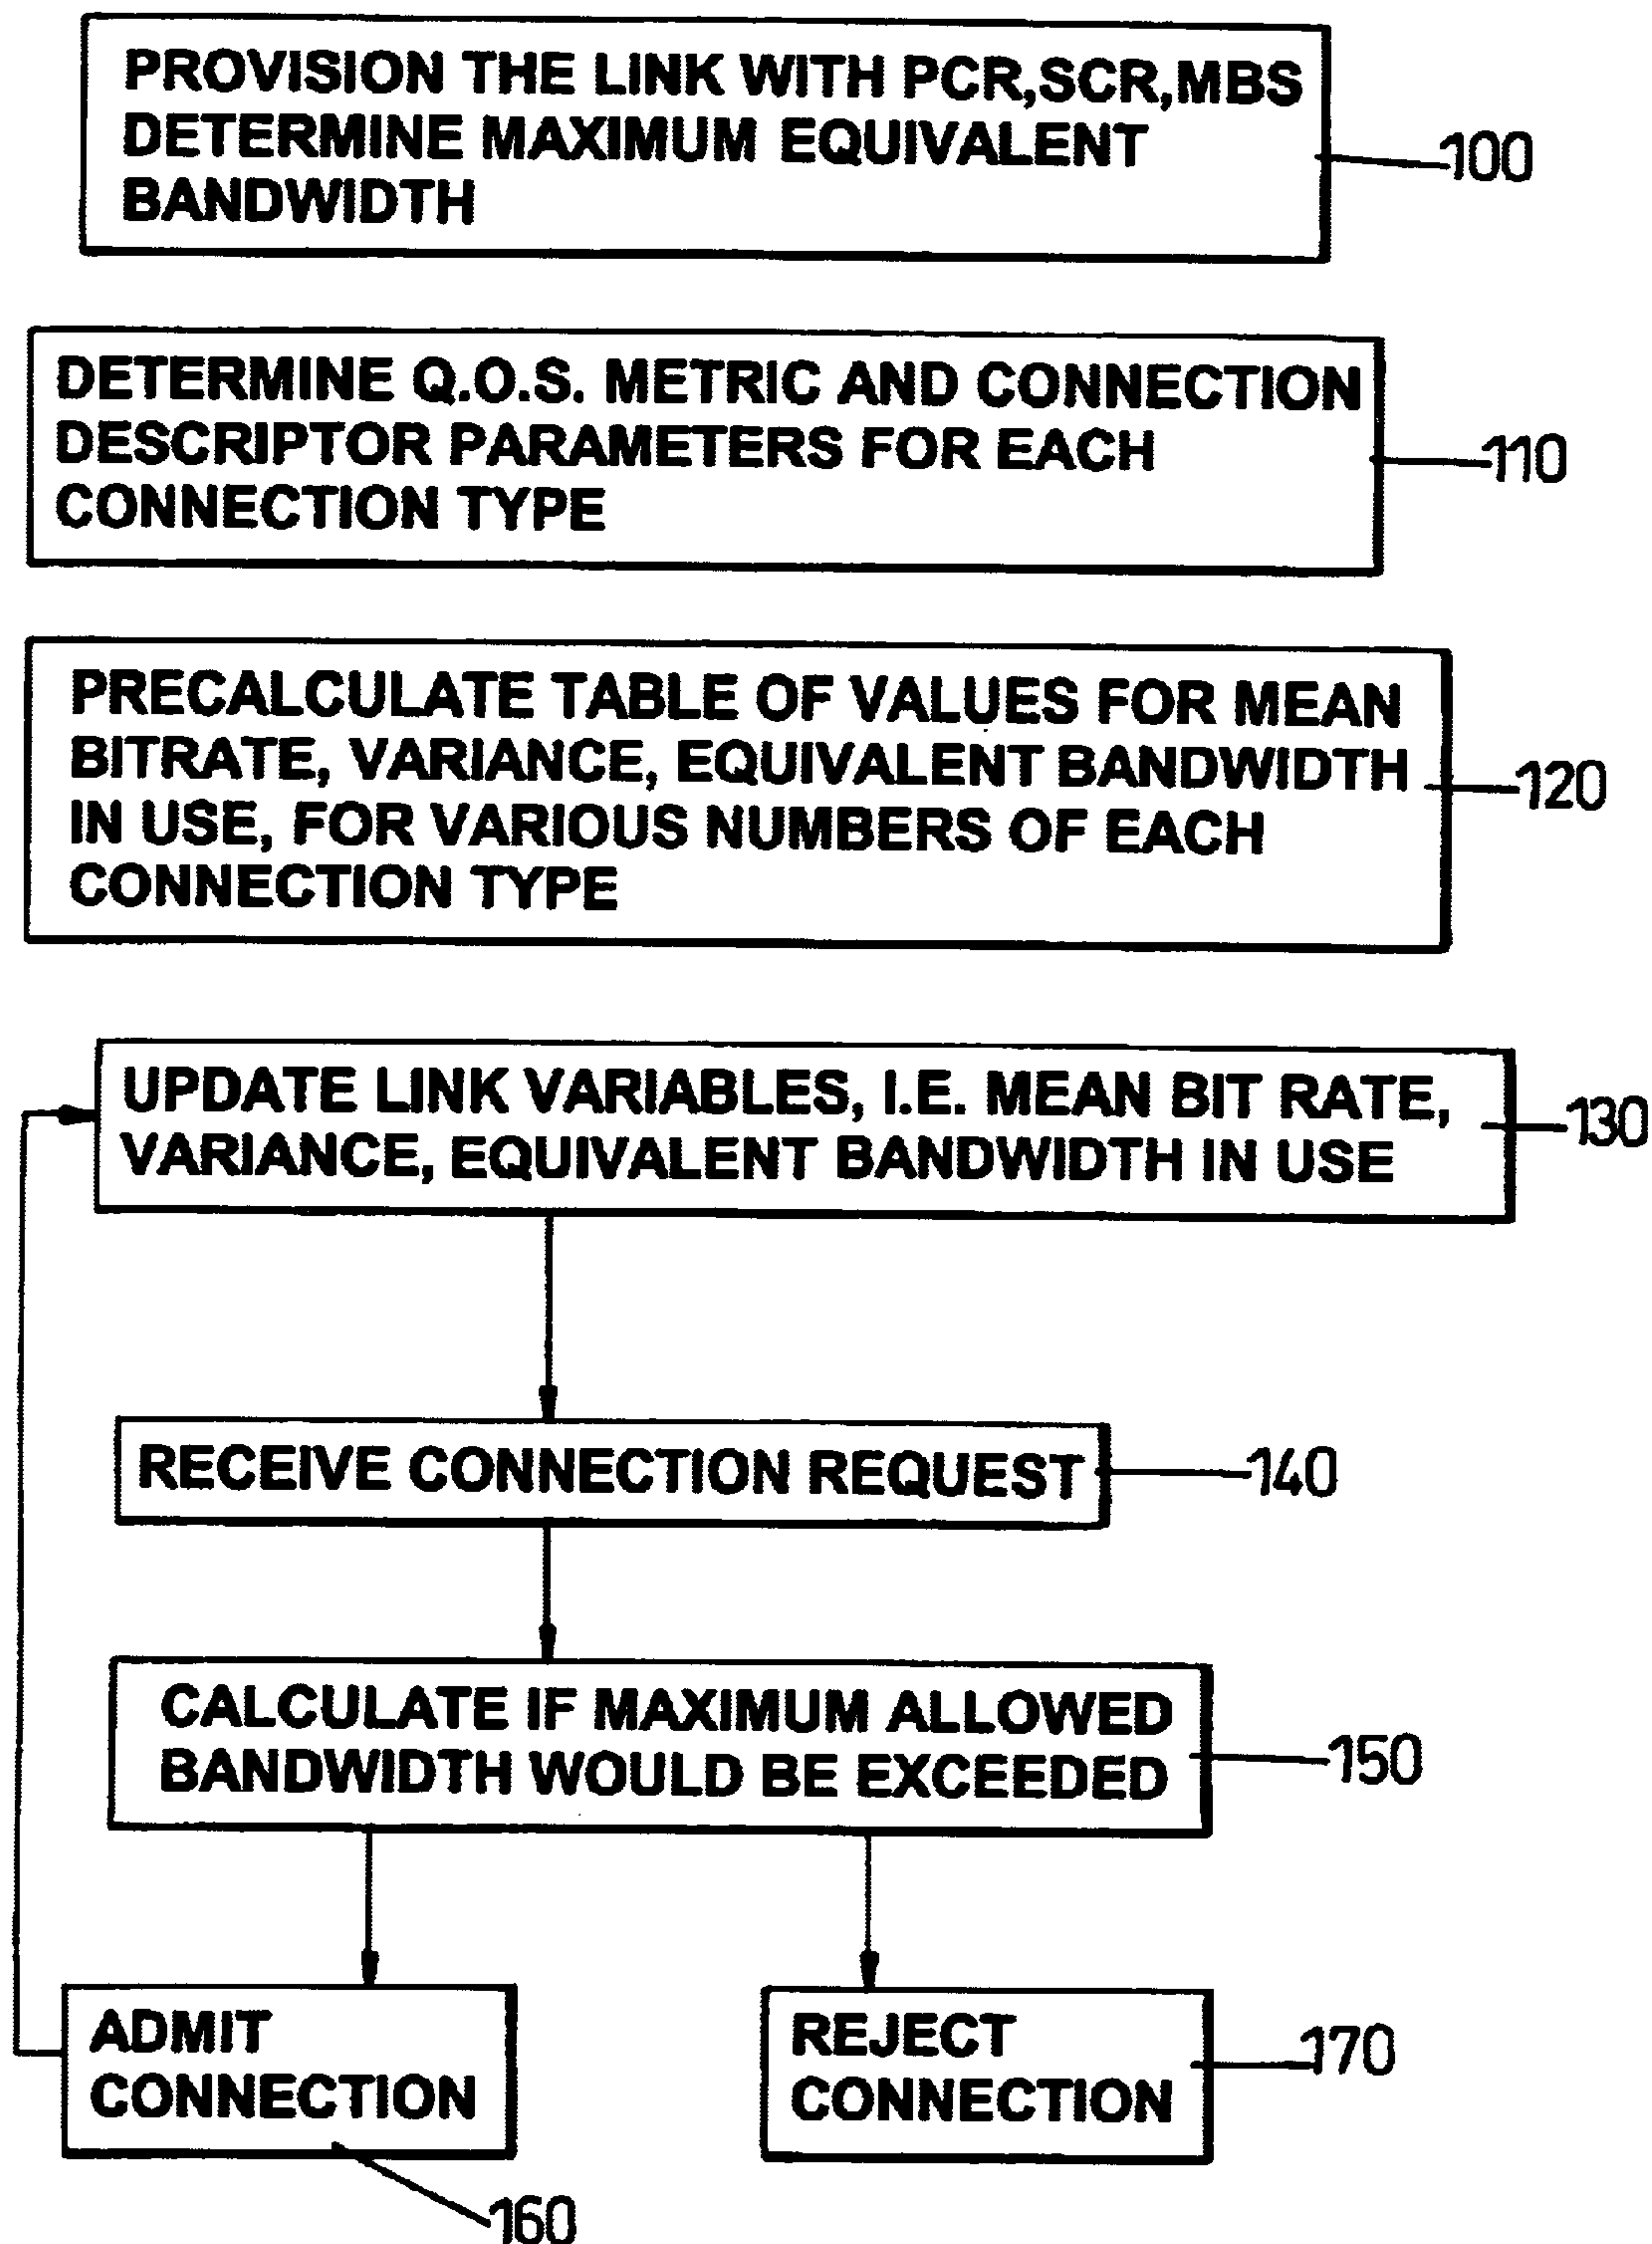 PROVISION THE LINK WITH PCR,SCR,MBS
DETERMINE MAXIMUM EQUIVALENT
BANDWIDTH
100
DETERMINE Q.O.S. METRIC AND CONNECTION
DESCRIPTOR PARAMETERS FOR EACH
CONNECTION TYPE
110
PRECALCULATE TABLE OF VALUES FOR MEAN
BITRATE, VARIANCE, EQUIVALENT BANDWIDTH
IN USE, FOR VARIOUS NUMBERS OF EACH
CONNECTION TYPE
120
UPDATE LINK VARIABLES, I.E. MEAN BIT RATE,
VARIANCE, EQUIVALENT BANDWIDTH IN USE
130
RECEIVE CONNECTION REQUEST
140
CALCULATE IF MAXIMUM ALLOWED
BANDWIDTH WOULD BE EXCEEDED
150
ADMIT
CONNECTION
160
REJECT
CONNECTION
170